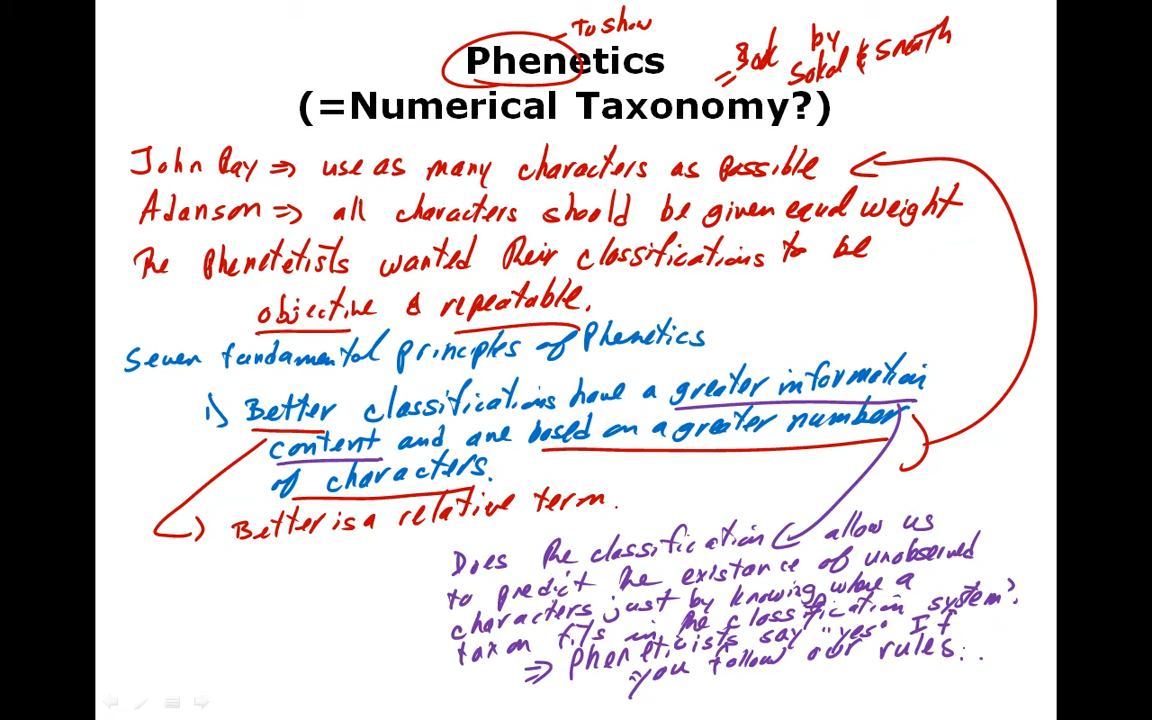 to show
Phenetics
= Book by Sokal & Sneath
(=Numerical Taxonomy?)
John Ray => use as many characters as possible
Adanson => all characters should be given equal weight
The Phenetetists wanted their classifications to be
objective & repeatable.
Seven fundamental principles of Phenetics
1) Better classifications have a greater information
content and are based on a greater number
of characters.
Better is a relative term.
Does the classification allow us
to predict the existance of unobserved
characters just by knowing where a
taxon fits in the classification system?
=> Pheneticists say "yes" If
you follow our rules...